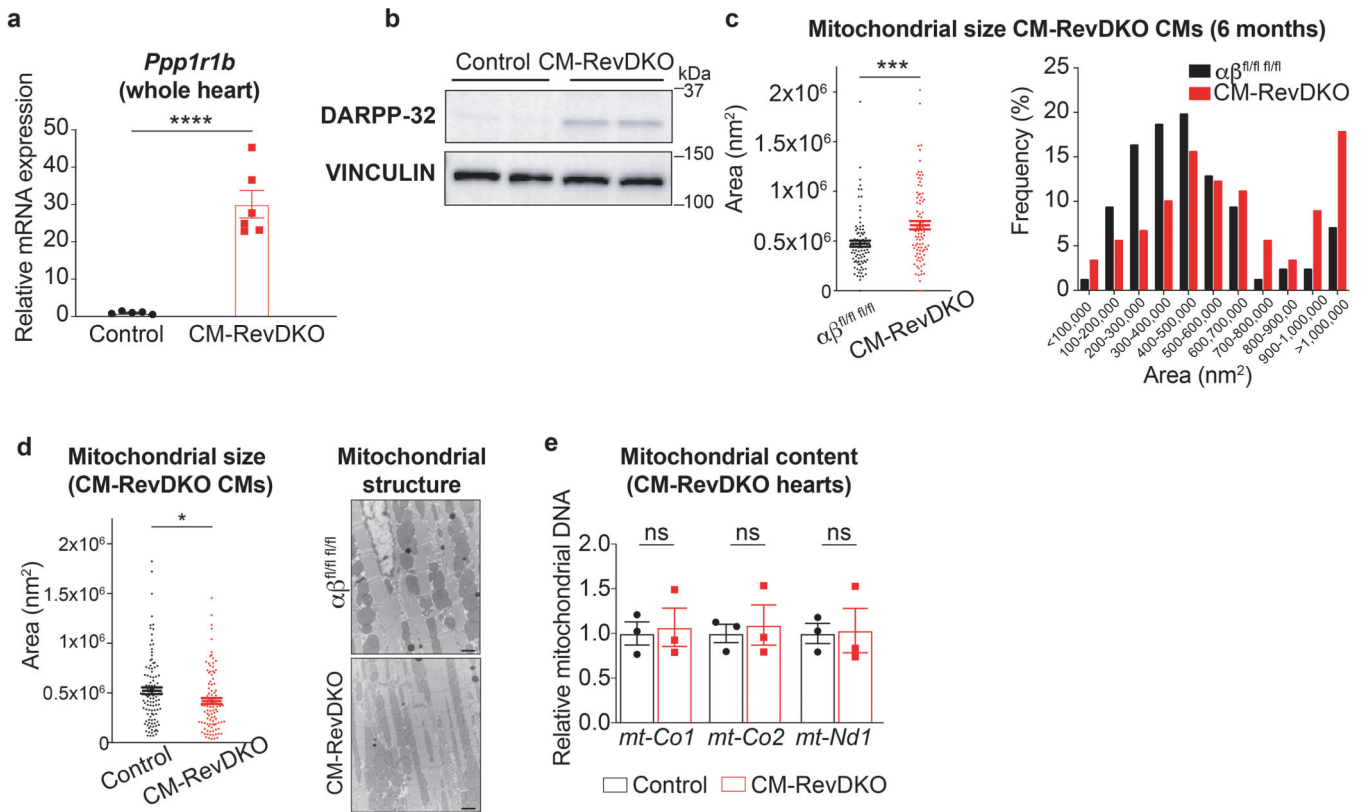 a
Ppp1r1b
(whole heart)
****
Relative mRNA expression
50
40
30
20
10
0
Control
CM-RevDKO
b
Control CM-RevDKO
kDa
DARPP-32
–37
VINCULIN
–150
–100
c
Mitochondrial size CM-RevDKO CMs (6 months)
***
Area (nm²)
2x10⁶
1.5x10⁶
1x10⁶
0.5x10⁶
0
αβfl/fl fl/fl
CM-RevDKO
αβfl/fl fl/fl
CM-RevDKO
Frequency (%)
25
20
15
10
5
0
<100,000
100-200,000
200-300,000
300-400,000
400-500,000
500-600,000
600,700,000
700-800,000
800-900,00
900-1,000,000
>1,000,000
Area (nm²)
d
Mitochondrial size
(CM-RevDKO CMs)
*
Area (nm²)
2x10⁶
1.5x10⁶
1x10⁶
0.5x10⁶
0
Control
CM-RevDKO
Mitochondrial
structure
αβfl/fl fl/fl
CM-RevDKO
e
Mitochondrial content
(CM-RevDKO hearts)
ns ns ns
Relative mitochondrial DNA
2.0
1.5
1.0
0.5
0.0
mt-Co1 mt-Co2 mt-Nd1
Control CM-RevDKO